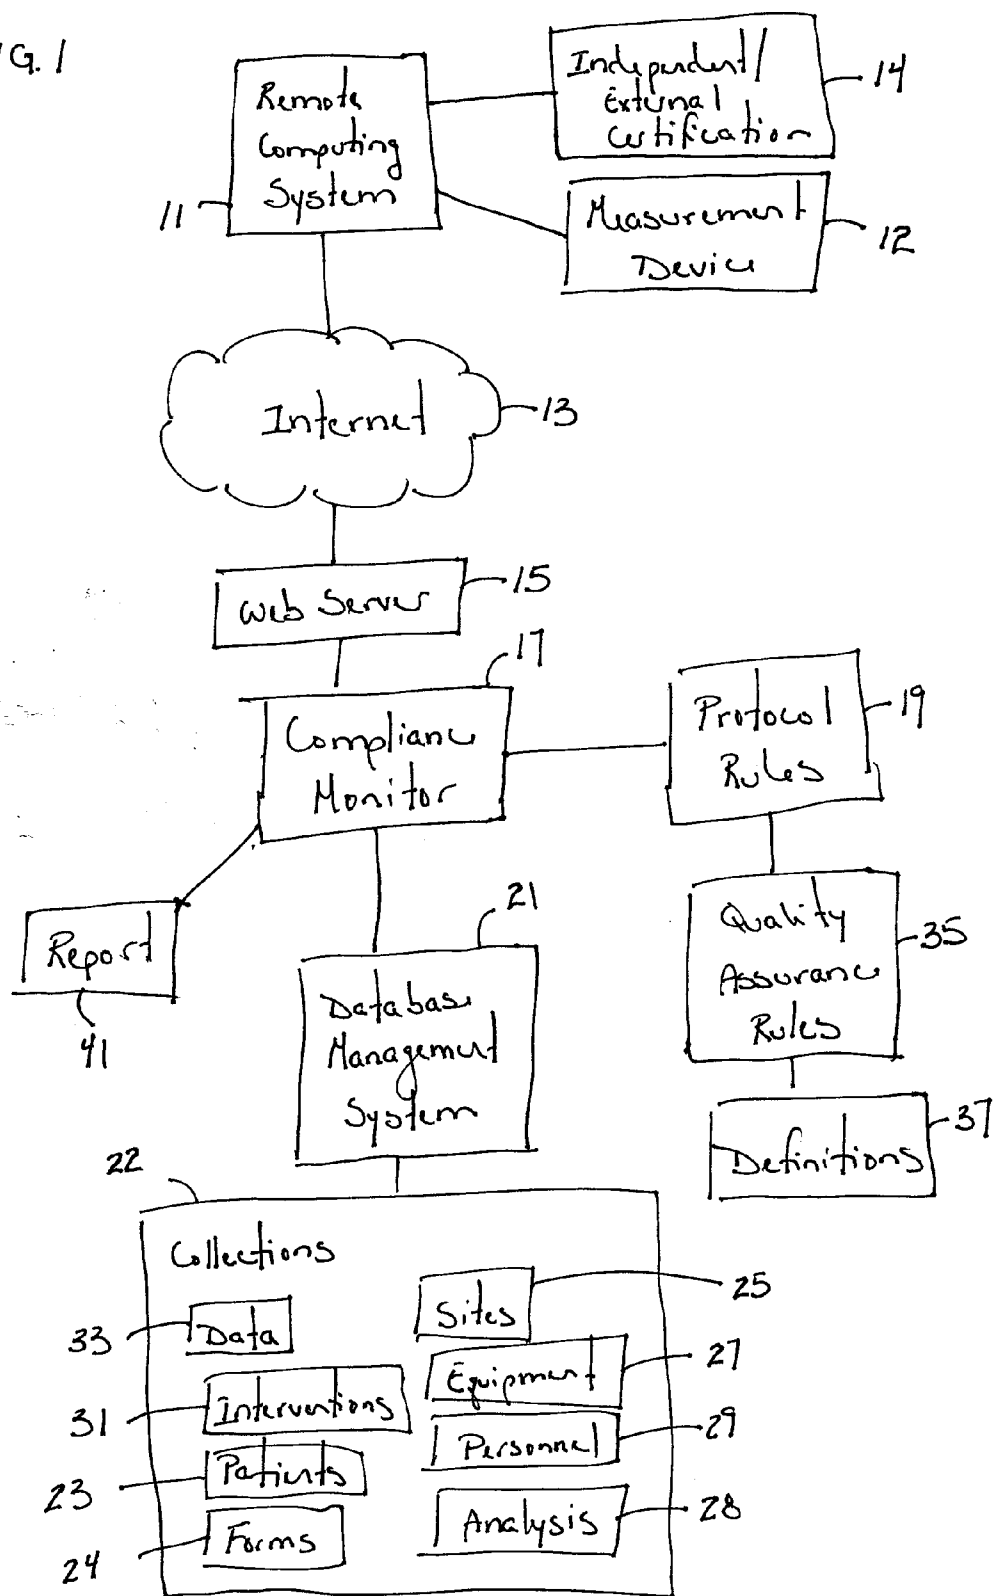 FIG. 1
Remote
Computing
System
11
Independent/
External
Certification
14
Measurement
Device
12
Internet
13
Web Server
15
17
Compliance
Monitor
Protocol
Rules
19
Report
41
21
Database
Management
System
Quality
Assurance
Rules
35
Definitions
37
22
Collections
33
Data
Sites
25
31
Interventions
Equipment
27
23
Patients
Personnel
29
24
Forms
Analysis
28